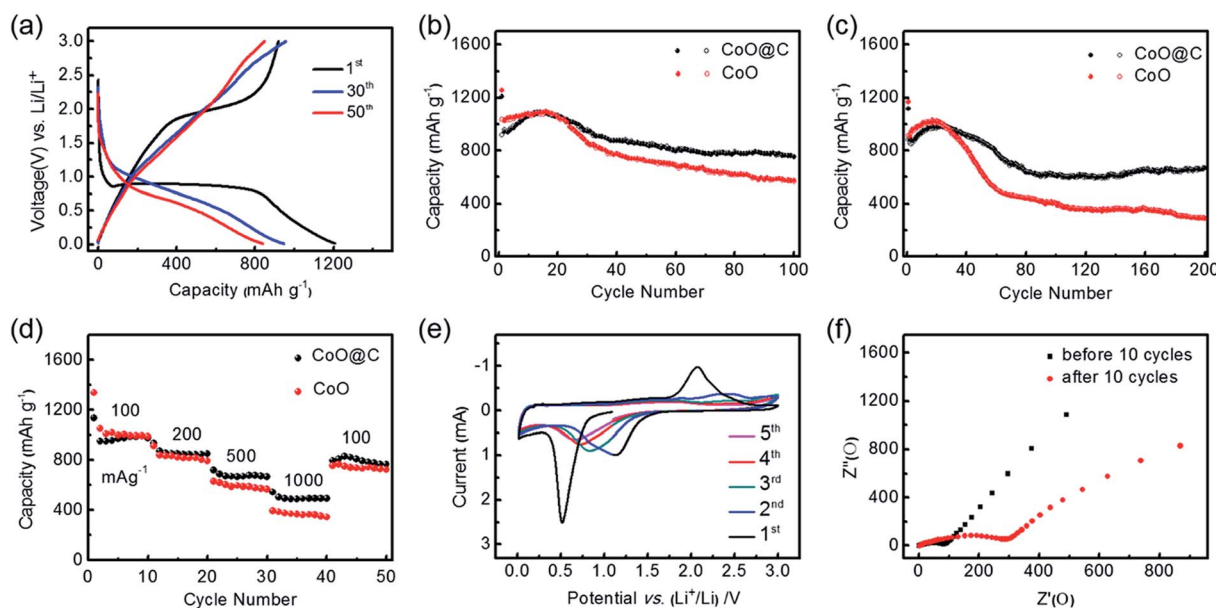 (a)
3.0
2.5
2.0
1.5
1.0
0.5
0.0
Voltage(V) vs. Li/Li⁺
1ˢᵗ
30ᵗʰ
50ᵗʰ
0 400 800 1200
Capacity (mAh g⁻¹)
(b)
1600
1200
800
400
0
Capacity (mAh g⁻¹)
CoO@C
CoO
0 20 40 60 80 100
Cycle Number
(c)
1600
1200
800
400
0
Capacity (mAh g⁻¹)
CoO@C
CoO
0 40 80 120 160 200
Cycle Number
(d)
1600
1200
800
400
0
Capacity (mAh g⁻¹)
CoO@C
CoO
100
200
500
1000
100
mAg⁻¹
0 10 20 30 40 50
Cycle Number
(e)
-1
0
1
2
3
Current (mA)
5ᵗʰ
4ᵗʰ
3ʳᵈ
2ⁿᵈ
1ˢᵗ
0.0 0.5 1.0 1.5 2.0 2.5 3.0
Potential vs. (Li⁺/Li) /V
(f)
1600
1200
800
400
0
Z''(O)
before 10 cycles
after 10 cycles
0 200 400 600 800
Z'(O)